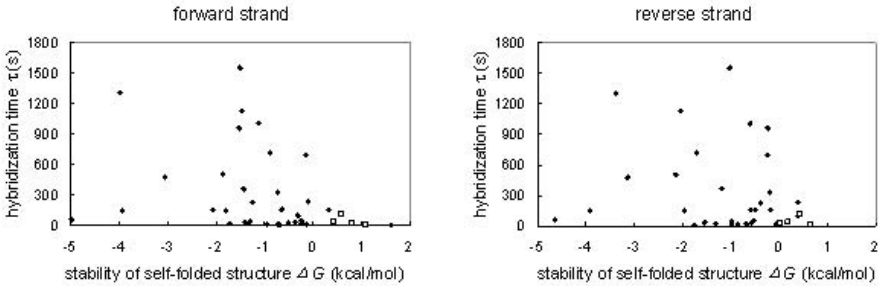 forward strand
hybridization time τ(s)
1800
1500
1200
900
600
300
0
-5 -4 -3 -2 -1 0 1 2
stability of self-folded structure ⊿G (kcal/mol)
reverse strand
hybridization time τ(s)
1800
1500
1200
900
600
300
0
-5 -4 -3 -2 -1 0 1 2
stability of self-folded structure ⊿G (kcal/mol)